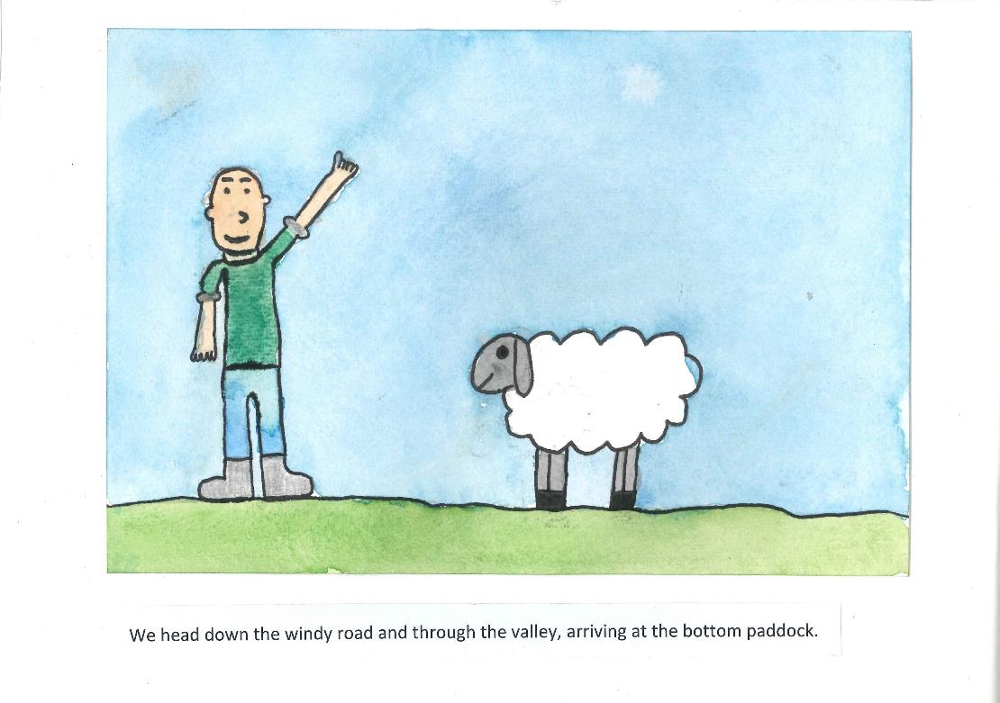 We head down the windy road and through the valley, arriving at the bottom paddock.